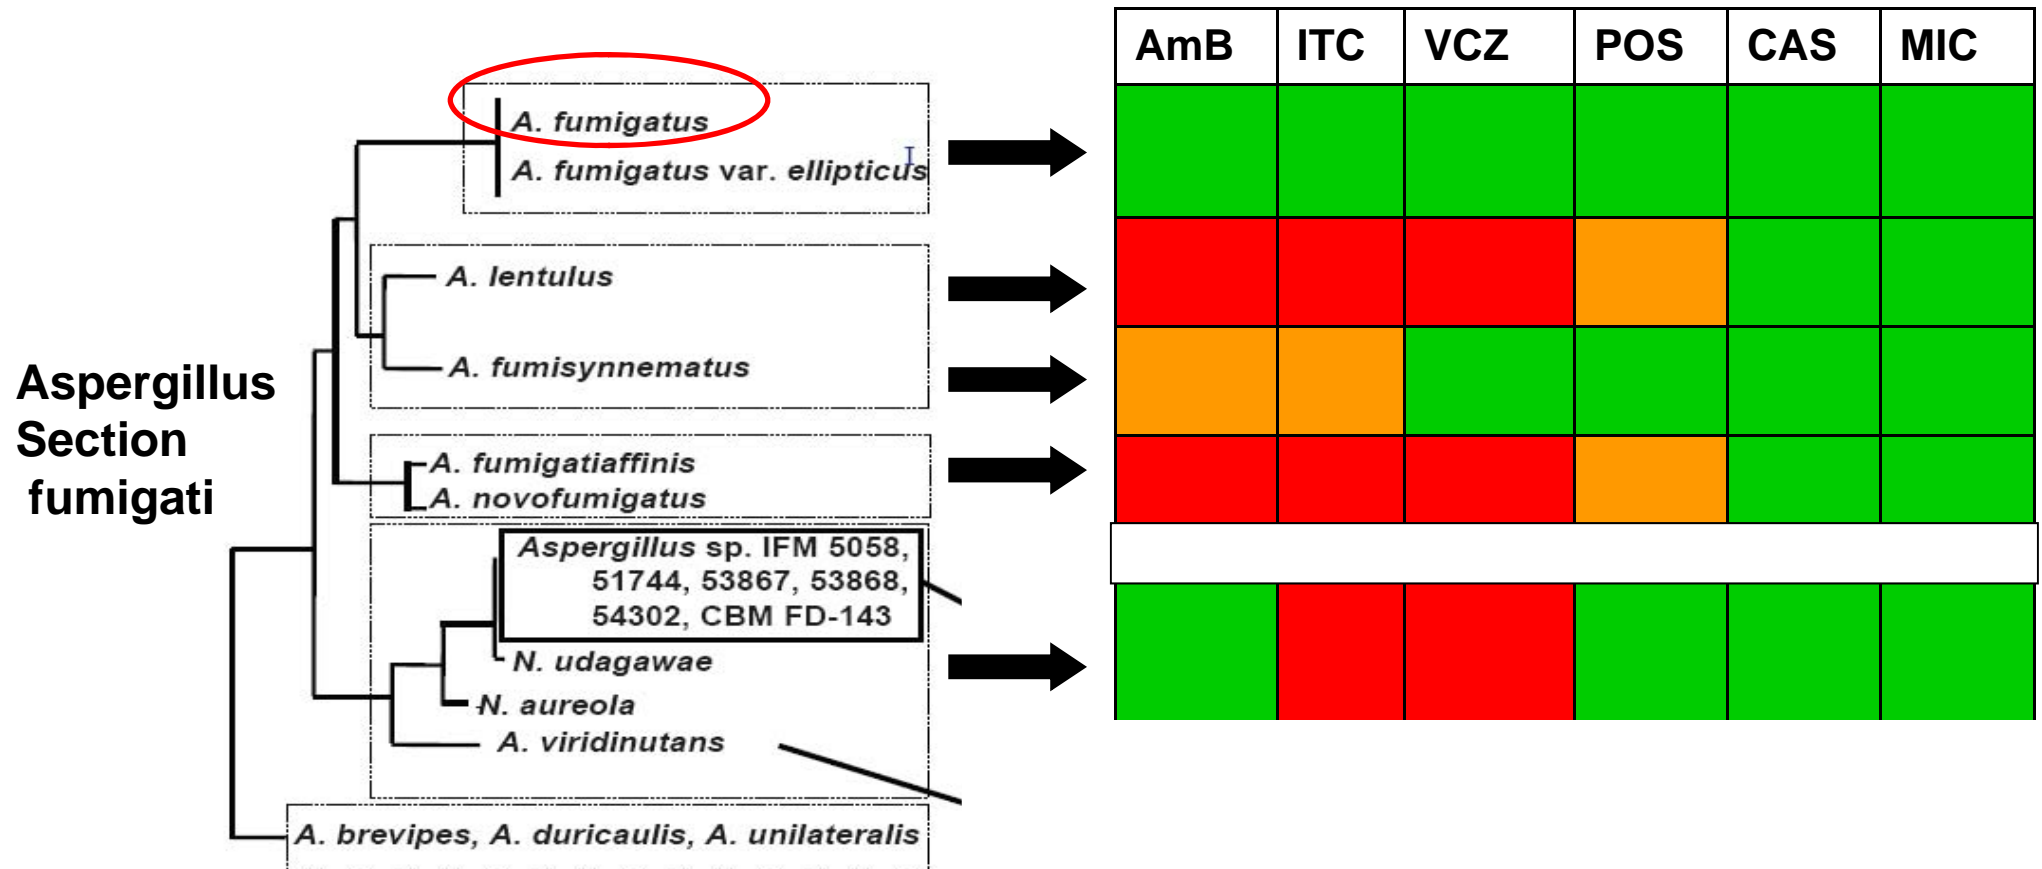 AmB ITC VCZ POS CAS MIC
A. fumigatus
A. fumigatus var. ellipticus
A. lentulus
A. fumisynnematus
Aspergillus
Section
fumigati
A. fumigatiaffinis
A. novofumigatus
Aspergillus sp. IFM 5058,
51744, 53867, 53868,
54302, CBM FD-143
N. udagawae
N. aureola
A. viridinutans
A. brevipes, A. duricaulis, A. unilateralis